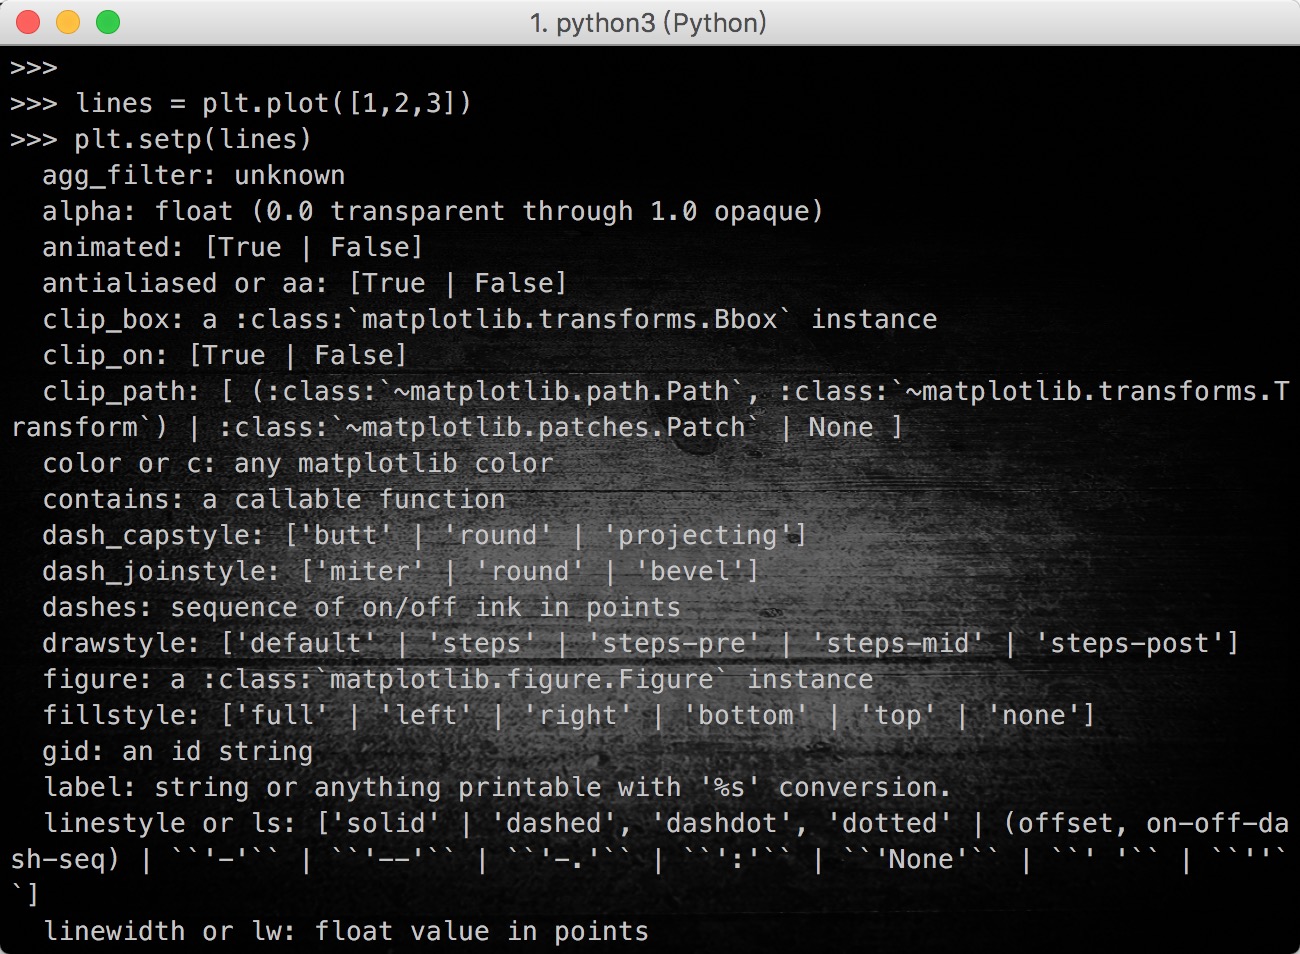 1. python3 (Python)
>>>
>>> lines = plt.plot([1,2,3])
>>> plt.setp(lines)
  agg_filter: unknown
  alpha: float (0.0 transparent through 1.0 opaque)
  animated: [True | False]
  antialiased or aa: [True | False]
  clip_box: a :class:`matplotlib.transforms.Bbox` instance
  clip_on: [True | False]
  clip_path: [ (:class:`~matplotlib.path.Path`, :class:`~matplotlib.transforms.T
ransform`) | :class:`~matplotlib.patches.Patch` | None ]
  color or c: any matplotlib color
  contains: a callable function
  dash_capstyle: ['butt' | 'round' | 'projecting']
  dash_joinstyle: ['miter' | 'round' | 'bevel']
  dashes: sequence of on/off ink in points
  drawstyle: ['default' | 'steps' | 'steps-pre' | 'steps-mid' | 'steps-post']
  figure: a :class:`matplotlib.figure.Figure` instance
  fillstyle: ['full' | 'left' | 'right' | 'bottom' | 'top' | 'none']
  gid: an id string
  label: string or anything printable with '%s' conversion.
  linestyle or ls: ['solid' | 'dashed', 'dashdot', 'dotted' | (offset, on-off-da
sh-seq) | ``'-'`` | ``'--'`` | ``'-.'`` | ``':'`` | ``'None'`` | ``' '`` | ``''`
`]
  linewidth or lw: float value in points